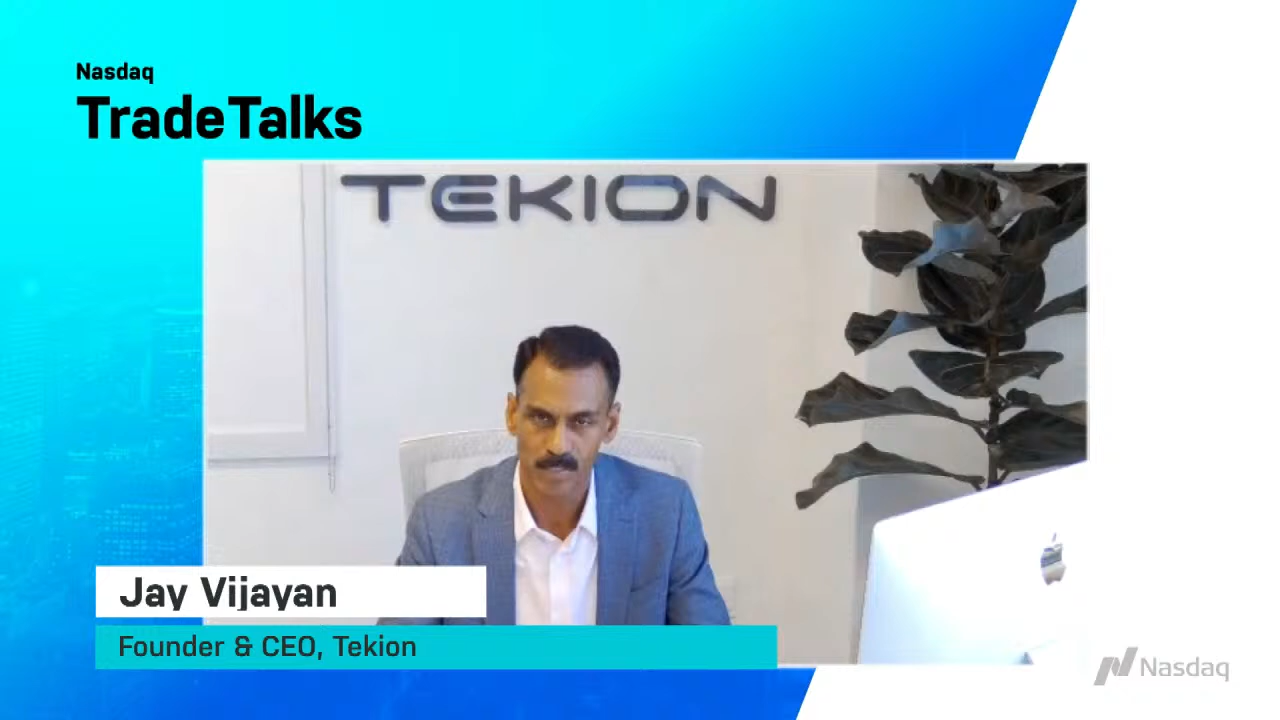 Nasdaq
TradeTalks
TEKION
Jay Vijayan
Founder & CEO, Tekion
Nasdaq